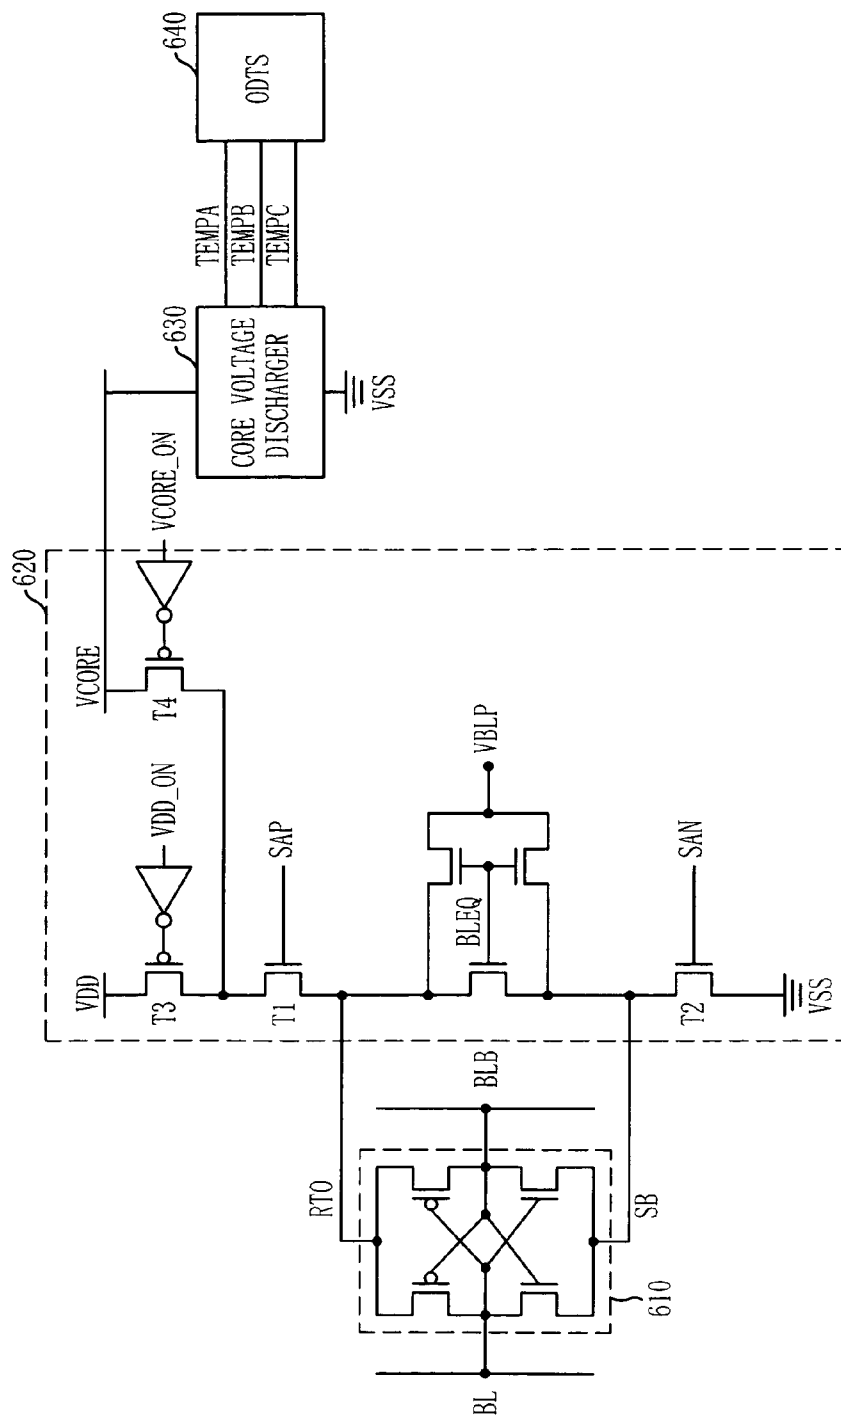 620
VDD
VDD_ON
T3
VCORE
VCORE_ON
T4
SAP
T1
RTO
BL
BLB
610
SB
BLEQ
VBLP
SAN
T2
VSS
630
CORE VOLTAGE
DISCHARGER
VSS
TEMPA
TEMPB
TEMPC
640
ODTS